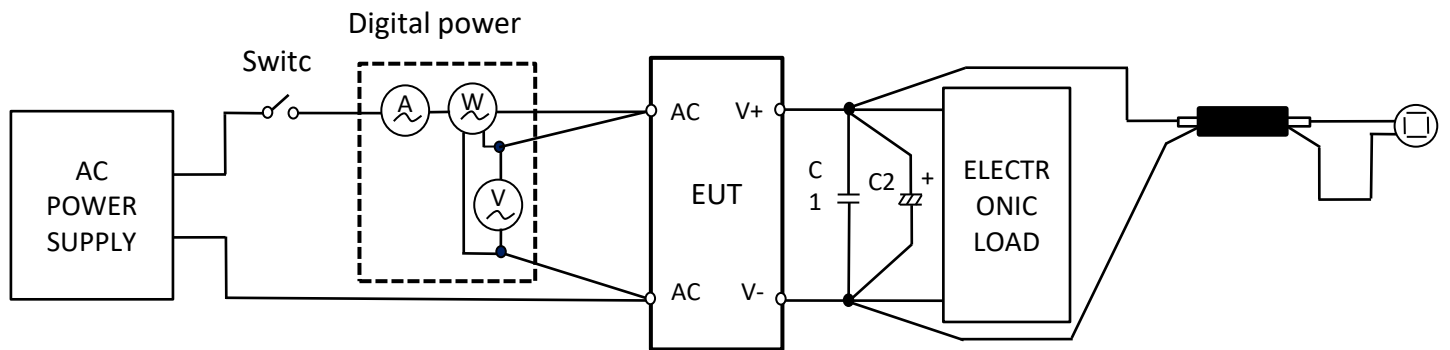 Digital power
Switc
A
W
V
AC
POWER
SUPPLY
AC
V+
EUT
AC
V-
C
1
C2
+
ELECTR
ONIC
LOAD